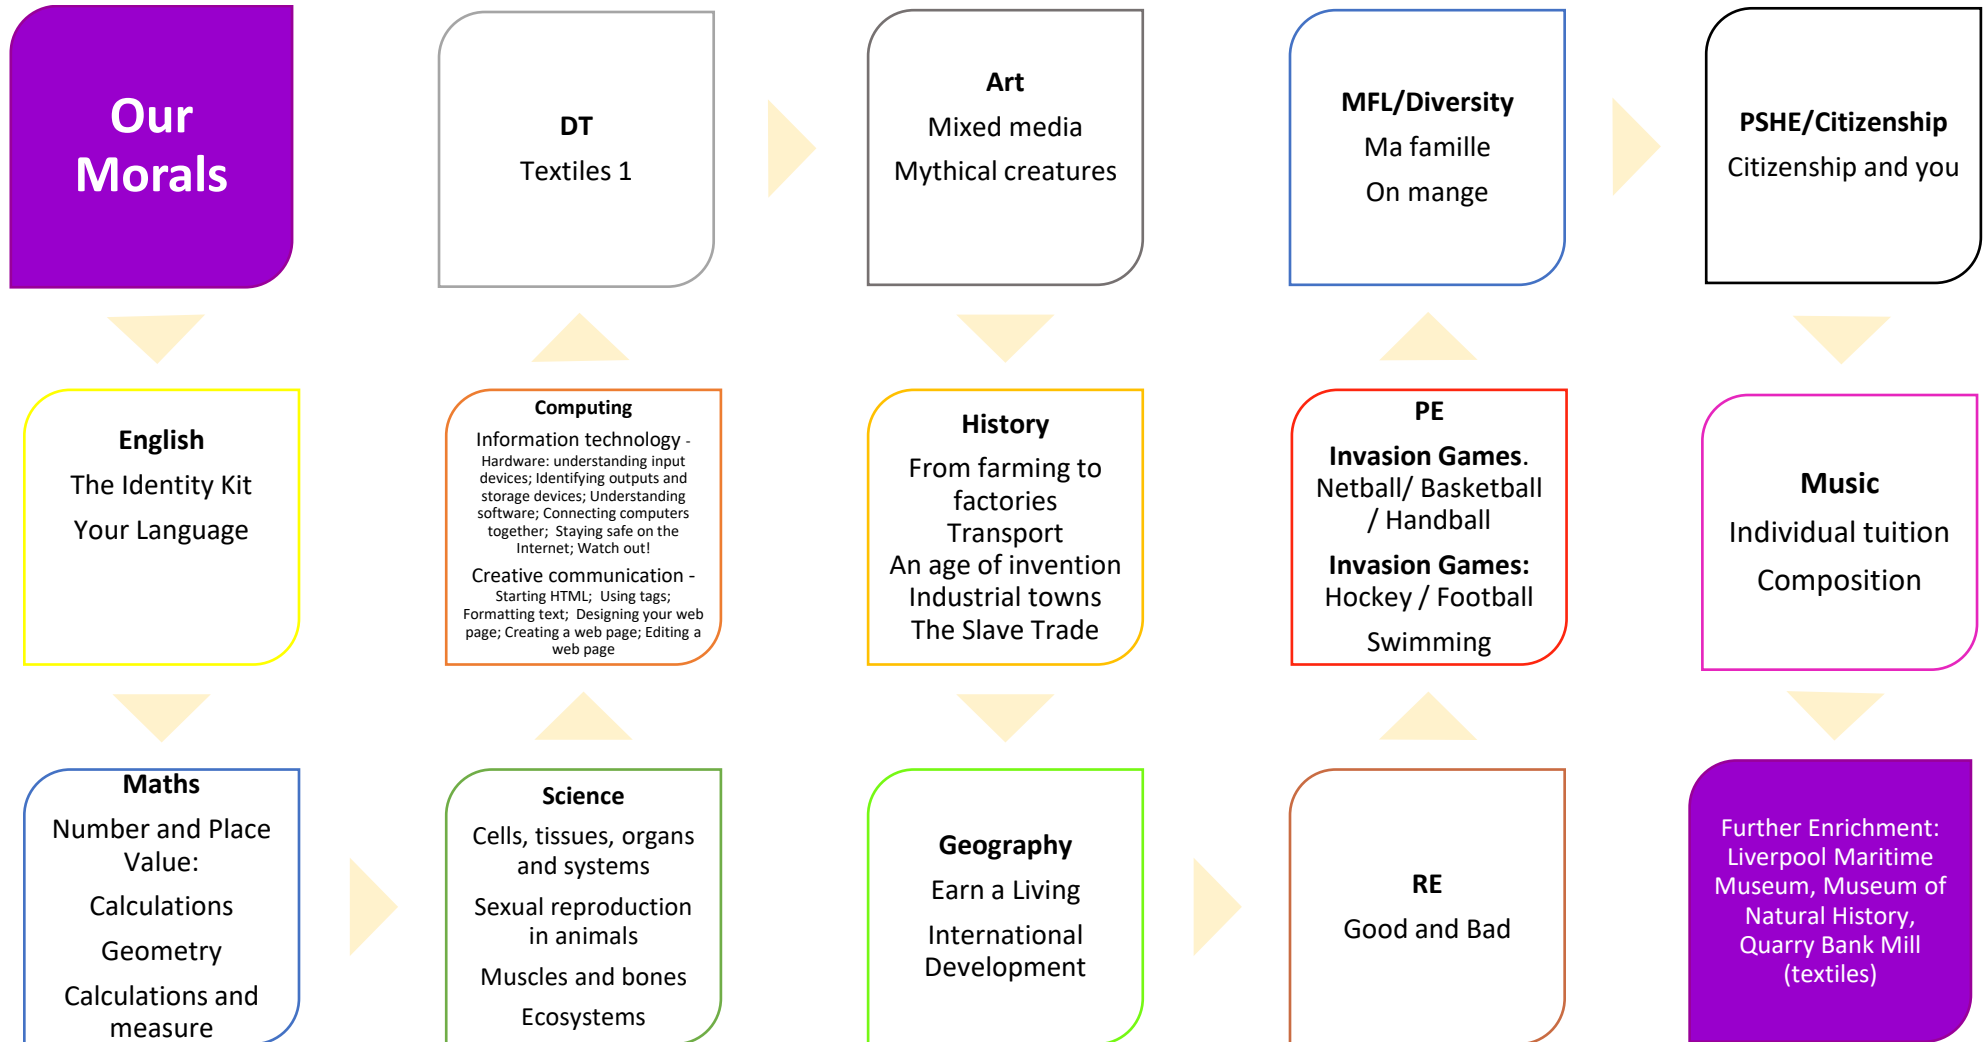 Our
Morals
English
The Identity Kit
Your Language
Maths
Number and Place
Value:
Calculations
Geometry
Calculations and
measure
Science
Cells, tissues, organs
and systems
Sexual reproduction
in animals
Muscles and bones
Ecosystems
Computing
Information technology -
Hardware: understanding input
devices; Identifying outputs and
storage devices; Understanding
software; Connecting computers
together; Staying safe on the
Internet; Watch out!
Creative communication -
Starting HTML; Using tags;
Formatting text; Designing your web
page; Creating a web page; Editing a
web page
DT
Textiles 1
Art
Mixed media
Mythical creatures
History
From farming to
factories
Transport
An age of invention
Industrial towns
The Slave Trade
Geography
Earn a Living
International
Development
RE
Good and Bad
PE
Invasion Games.
Netball/ Basketball
/ Handball
Invasion Games:
Hockey / Football
Swimming
MFL/Diversity
Ma famille
On mange
PSHE/Citizenship
Citizenship and you
Music
Individual tuition
Composition
Further Enrichment:
Liverpool Maritime
Museum, Museum of
Natural History,
Quarry Bank Mill
(textiles)